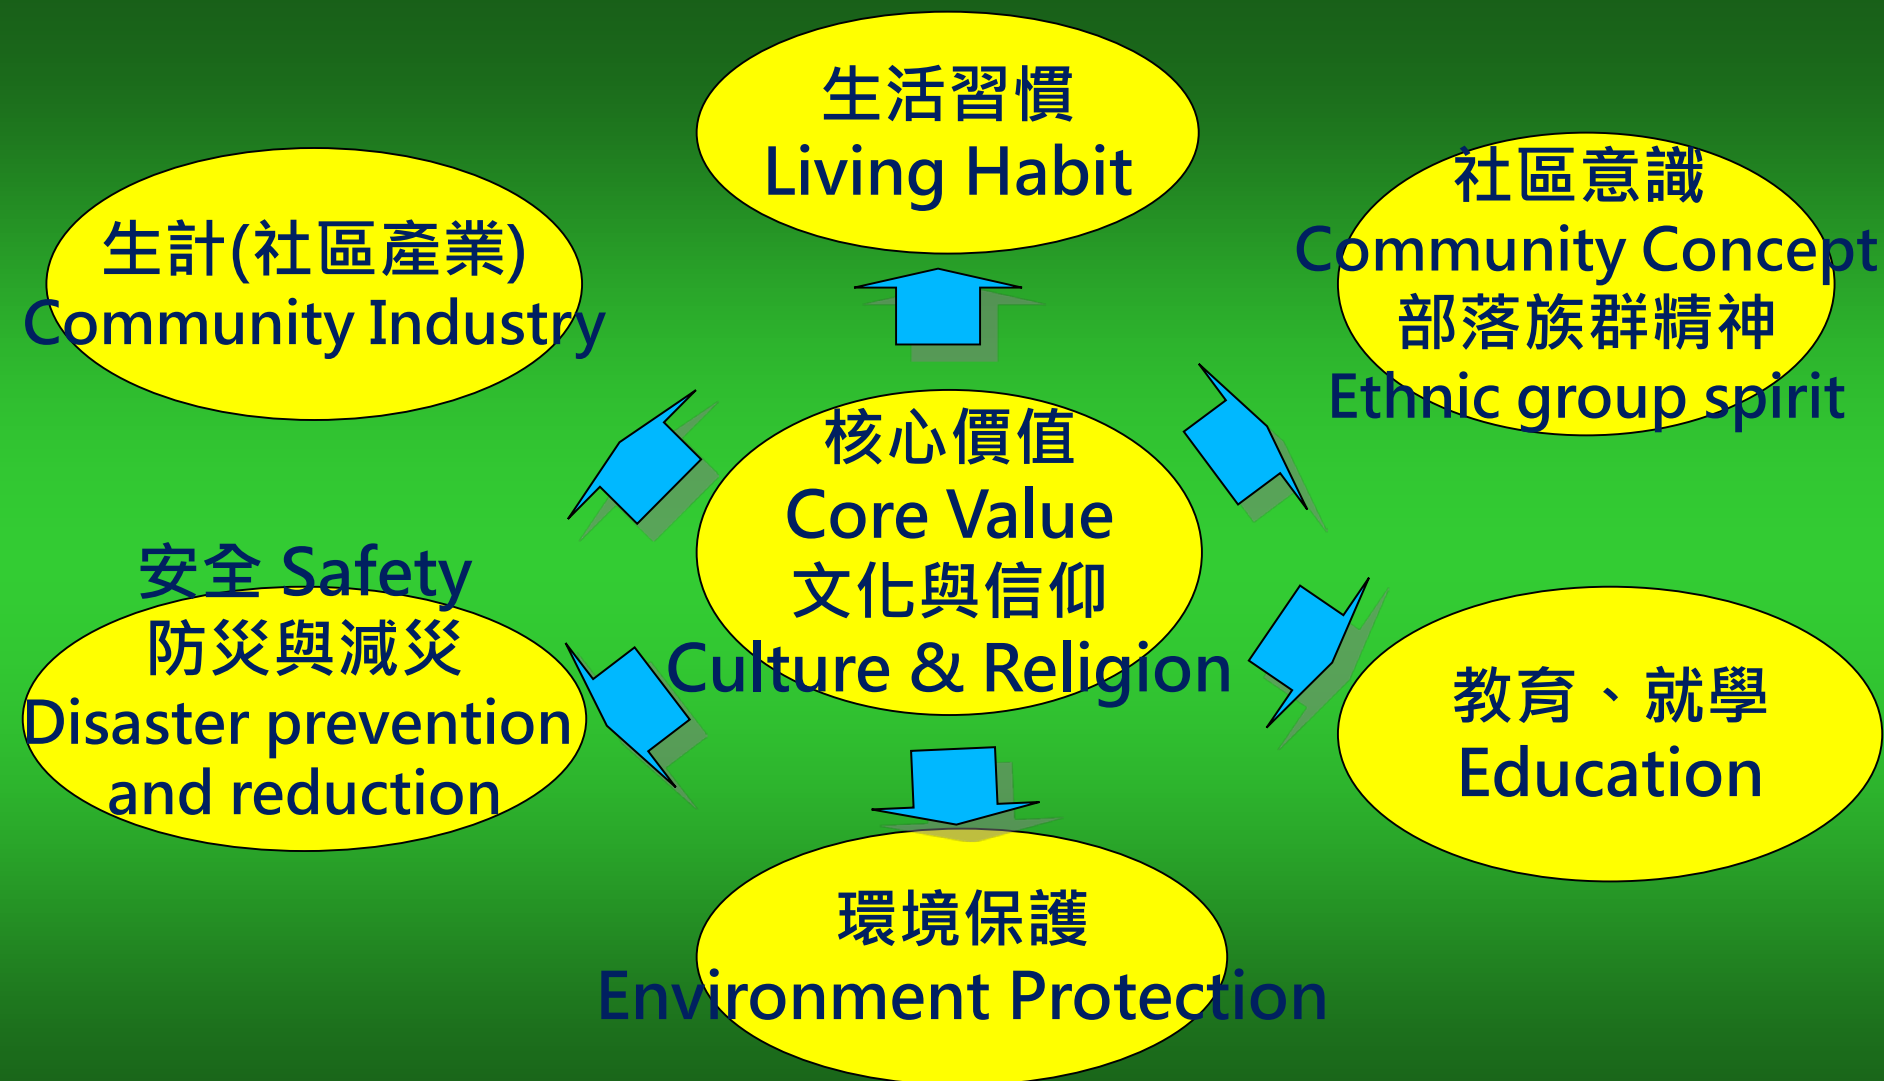 生活習慣
Living Habit
生計(社區產業)
Community Industry
社區意識
Community Concept
部落族群精神
Ethnic group spirit
核心價值
Core Value
文化與信仰
Culture & Religion
安全 Safety
防災與減災
Disaster prevention
and reduction
教育、就學
Education
環境保護
Environment Protection